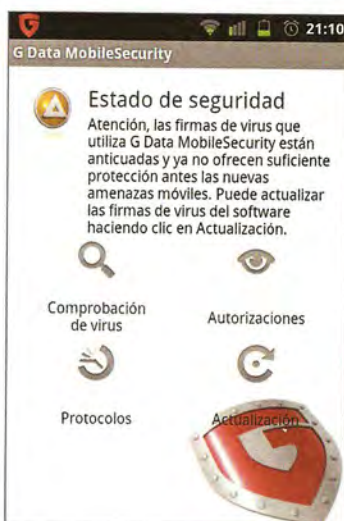 21:10
G Data MobileSecurity
Estado de seguridad
Atención, las firmas de virus que
utiliza G Data MobileSecurity están
anticuadas y ya no ofrecen suficiente
protección antes las nuevas
amenazas móviles. Puede actualizar
las firmas de virus del software
haciendo clic en Actualización.
Comprobación
de virus
Autorizaciones
Protocolos
Actualización